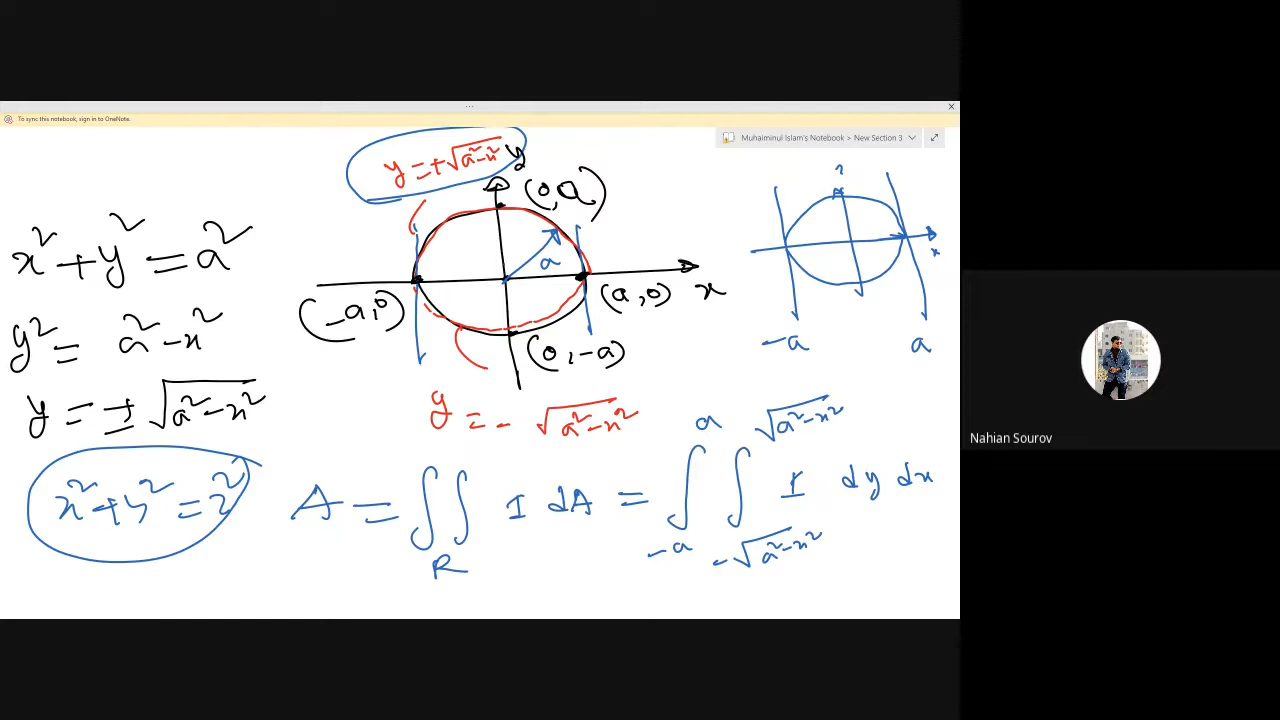 To sync this notebook, sign in to OneNote.
Muhaiminul Islam's Notebook > New Section 3
y = +√(a²-x²)
y
(0, a)
x² + y² = a²
a
(-a, 0)
(a, 0)
x
x
y² = a² - x²
(0, -a)
-a
a
y = ± √(a²-x²)
y = - √(a²-x²)
x² + y² = 2²
A = ∬_R 1 dA = ∫_{-a}^{a} ∫_{-√(a²-x²)}^{√(a²-x²)} 1 dy dx
Nahian Sourov